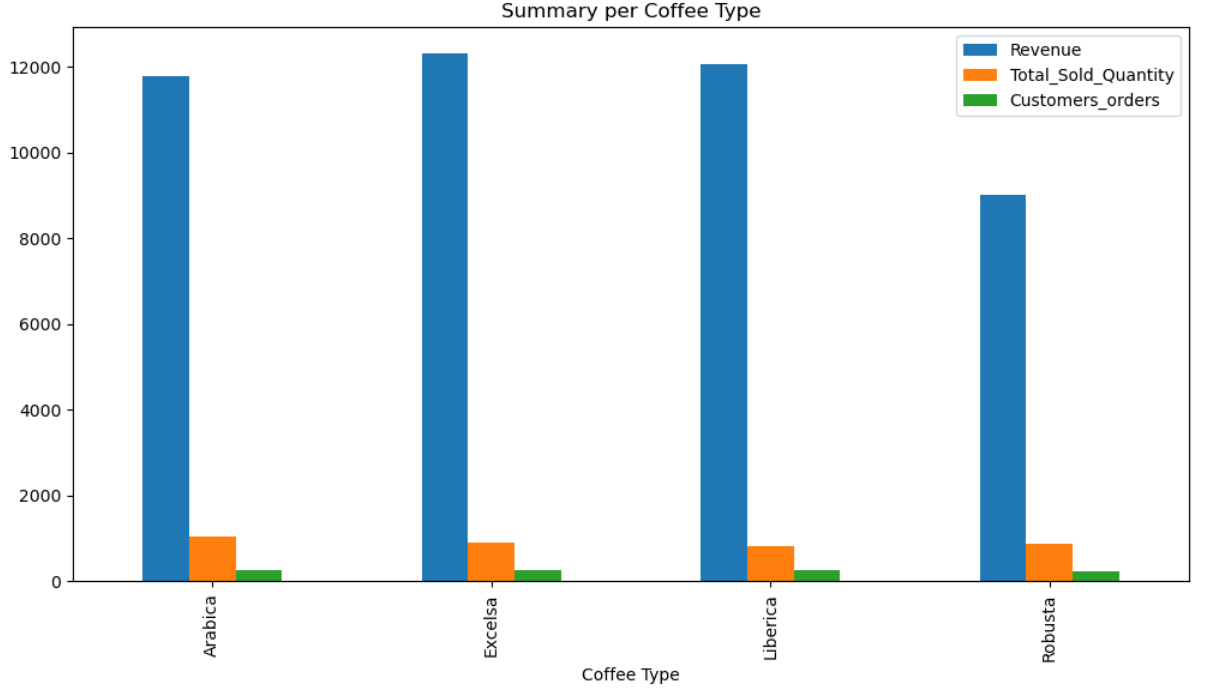 Summary per Coffee Type
Revenue
Total_Sold_Quantity
Customers_orders
12000
10000
8000
6000
4000
2000
0
Arabica
Excelsa
Liberica
Robusta
Coffee Type